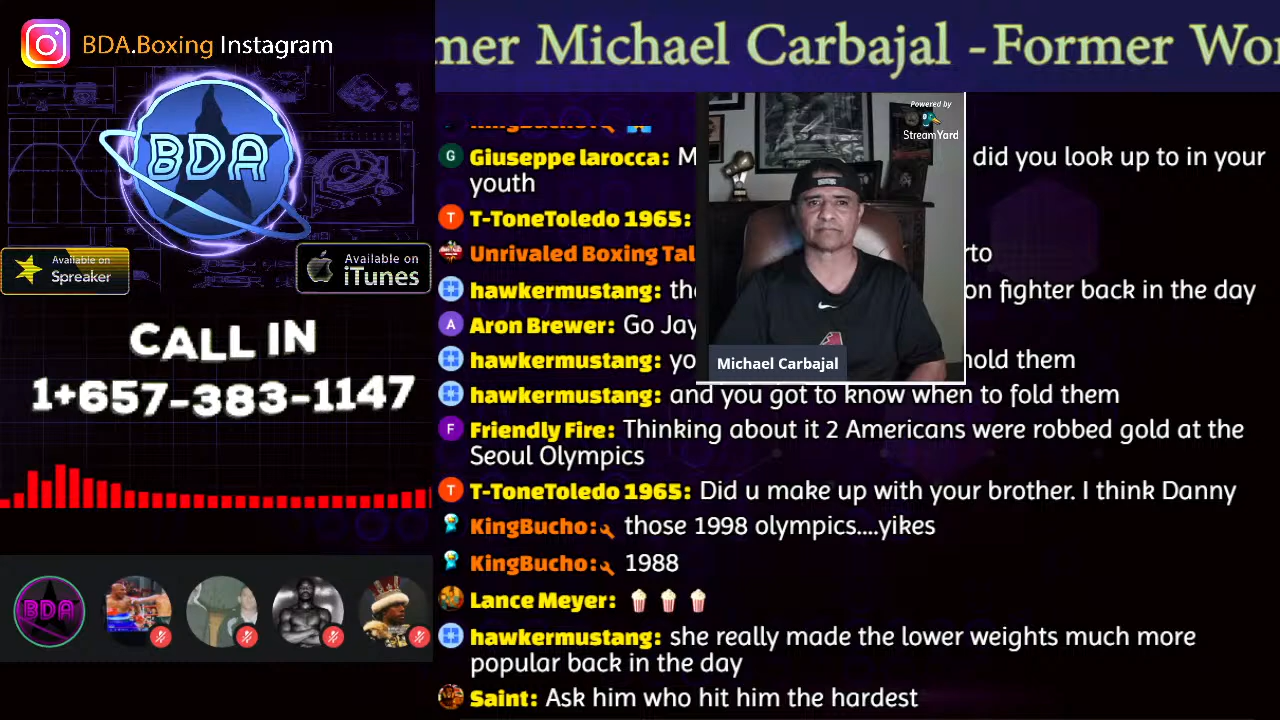 BDA.Boxing Instagram
BDA
Available on
Spreaker
Available on
iTunes
CALL IN
1+657-383-1147
BDA
mer Michael Carbajal -Former Wor
KingBucho:
Giuseppe larocca: M did you look up to in your
youth
T-ToneToledo 1965:
Unrivaled Boxing Tal rto
hawkermustang: the on fighter back in the day
Aron Brewer: Go Jay
hawkermustang: yo hold them
hawkermustang: and you got to know when to fold them
Friendly Fire: Thinking about it 2 Americans were robbed gold at the
Seoul Olympics
T-ToneToledo 1965: Did u make up with your brother. I think Danny
KingBucho: those 1998 olympics....yikes
KingBucho: 1988
Lance Meyer:
hawkermustang: she really made the lower weights much more
popular back in the day
Saint: Ask him who hit him the hardest
Powered by
StreamYard
Michael Carbajal